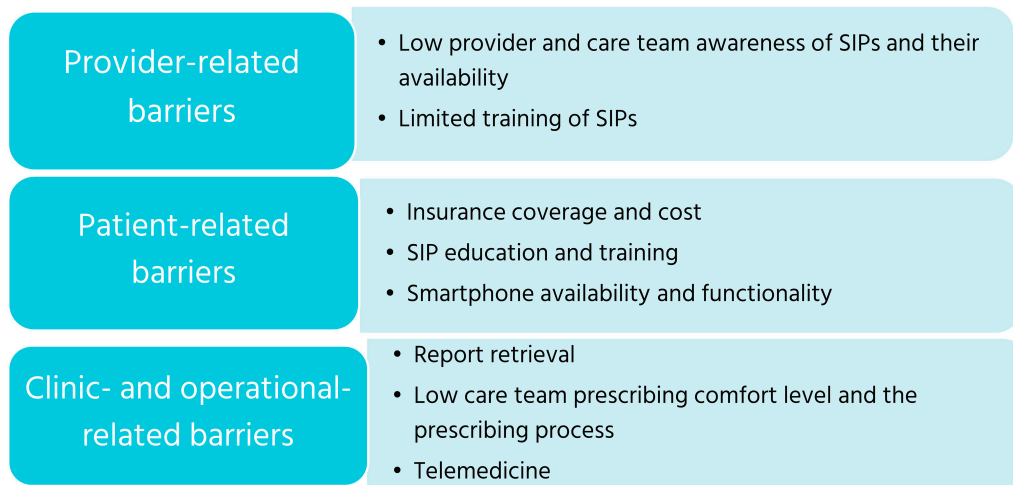 Provider-related
barriers
• Low provider and care team awareness of SIPs and their
availability
• Limited training of SIPs
Patient-related
barriers
• Insurance coverage and cost
• SIP education and training
• Smartphone availability and functionality
Clinic- and operational-
related barriers
• Report retrieval
• Low care team prescribing comfort level and the
prescribing process
• Telemedicine